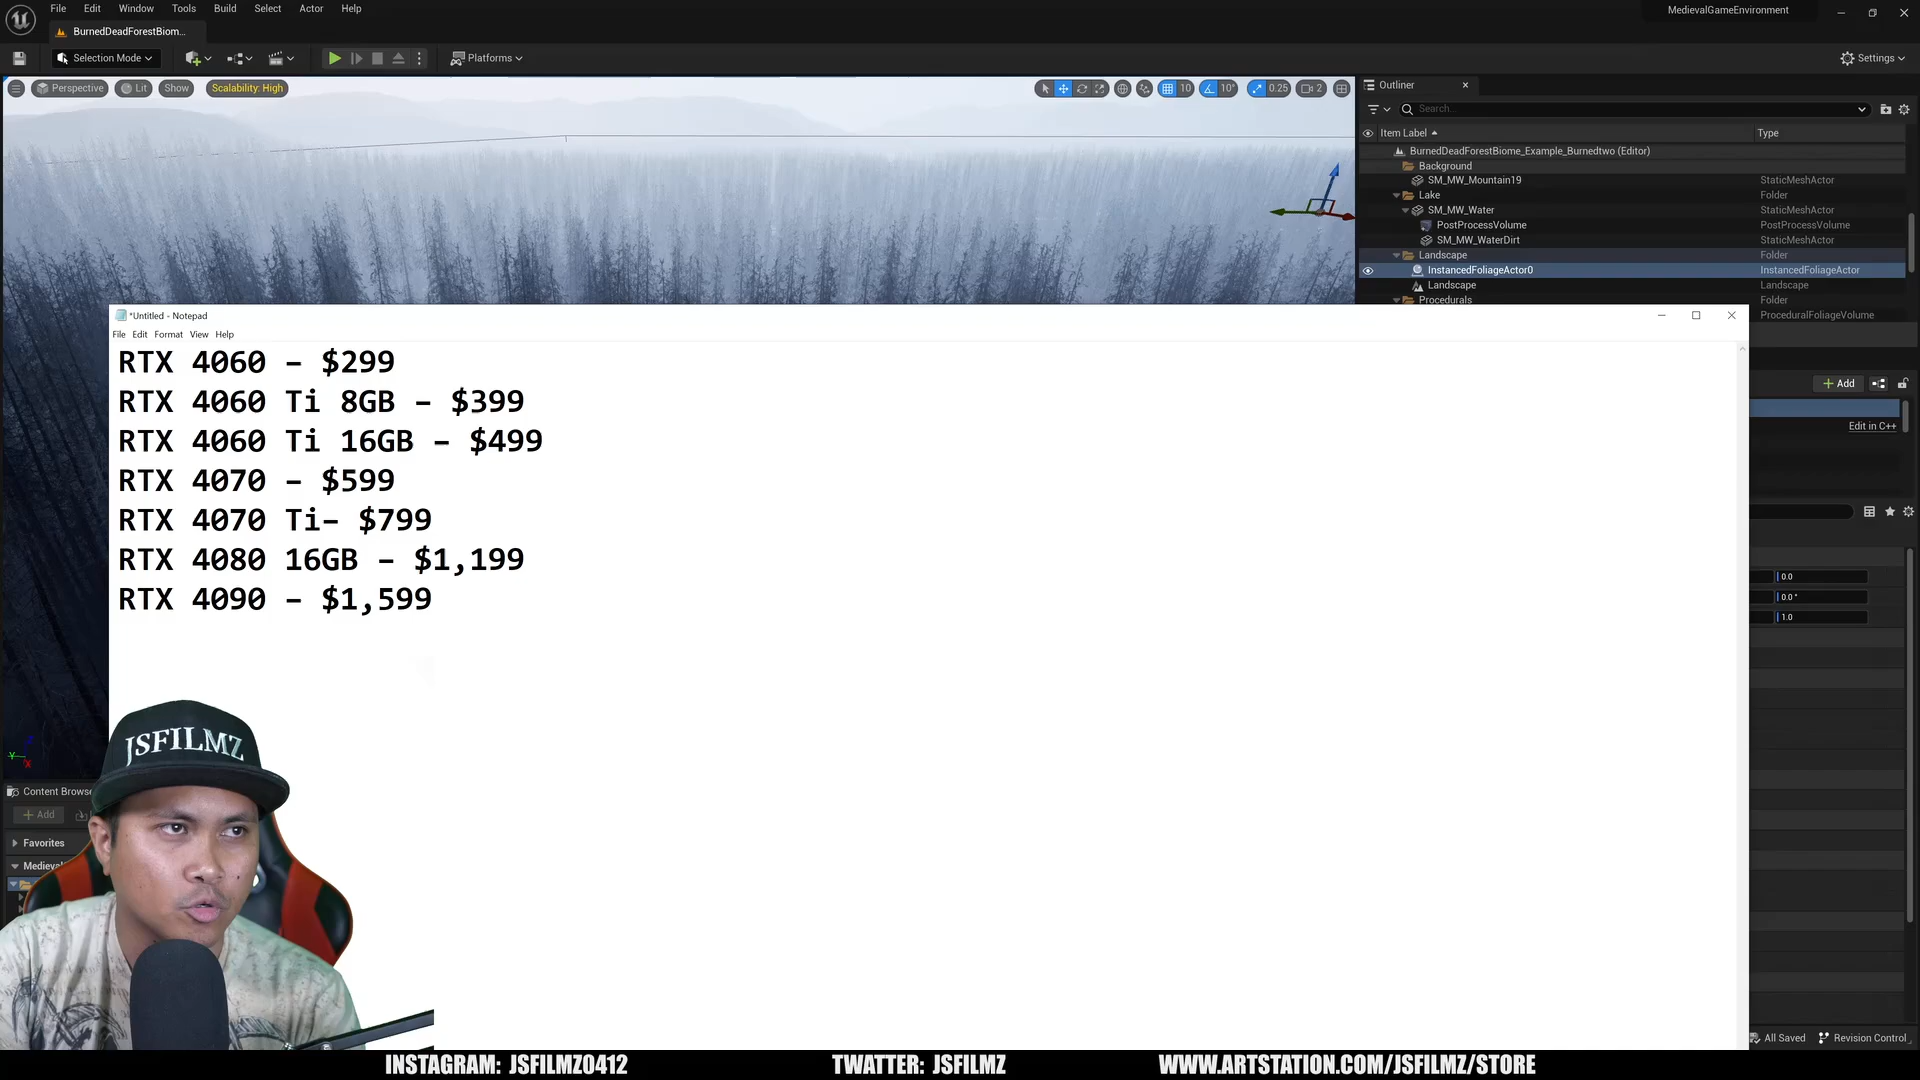 File Edit Window Tools Build Select Actor Help
MedievalGameEnvironment
BurnedDeadForestBiom...
Selection Mode
Platforms
Settings
Perspective Lit Show Scalability: High
10 10° 0.25 2
Outliner
Search...
Item Label Type
BurnedDeadForestBiome_Example_Burnedtwo (Editor)
Background
SM_MW_Mountain19 StaticMeshActor
Lake Folder
SM_MW_Water StaticMeshActor
PostProcessVolume PostProcessVolume
SM_MW_WaterDirt StaticMeshActor
Landscape Folder
InstancedFoliageActor0 InstancedFoliageActor
Landscape Landscape
Procedurals Folder
ProceduralFoliageVolume
*Untitled - Notepad
File Edit Format View Help
RTX 4060 – $299
RTX 4060 Ti 8GB – $399
RTX 4060 Ti 16GB – $499
RTX 4070 – $599
RTX 4070 Ti– $799
RTX 4080 16GB – $1,199
RTX 4090 – $1,599
Add
Edit in C++
0.0
0.0 °
1.0
Y
X
JSFILMZ
Content Browse
Add
Favorites
Medieval
All Saved Revision Control
INSTAGRAM: JSFILMZ0412 TWATTER: JSFILMZ WWW.ARTSTATION.COM/JSFILMZ/STORE